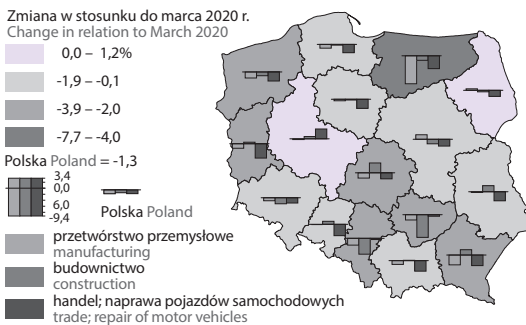 Zmiana w stosunku do marca 2020 r.
Change in relation to March 2020
0,0 – 1,2%
-1,9 – -0,1
-3,9 – -2,0
-7,7 – -4,0
Polska Poland = -1,3
3,4
0,0
6,0
-9,4
Polska Poland
przetwórstwo przemysłowe
manufacturing
budownictwo
construction
handel; naprawa pojazdów samochodowych
trade; repair of motor vehicles